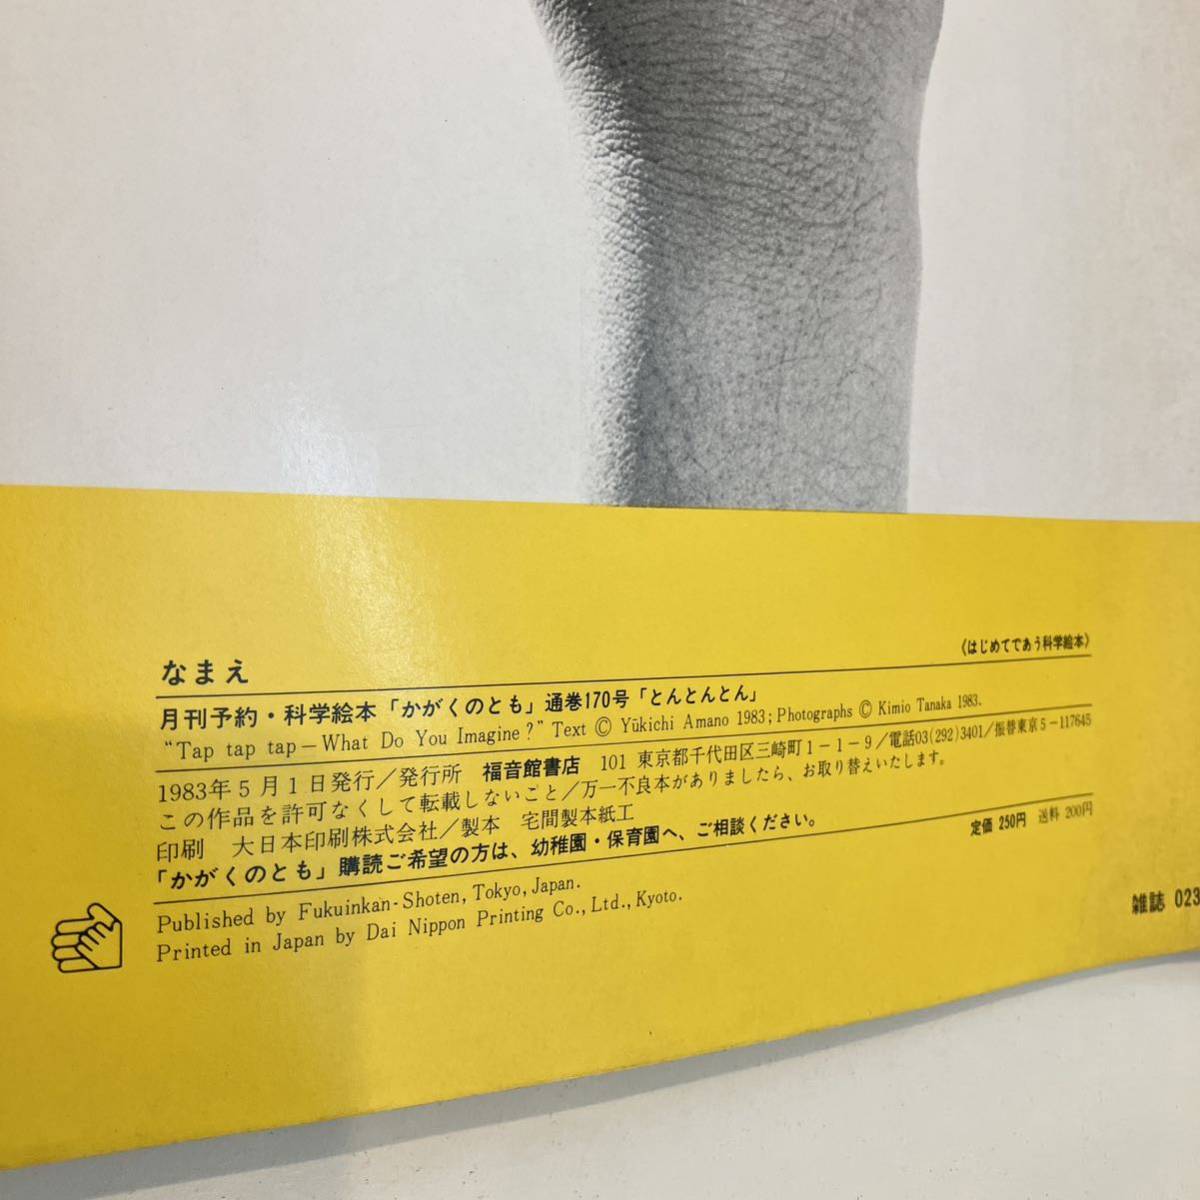 なまえ
《はじめてであう科学絵本》
月刊予約・科学絵本「かがくのとも」通巻170号「とんとんとん」
“Tap tap tap—What Do You Imagine?” Text © Yūkichi Amano 1983; Photographs © Kimio Tanaka 1983.
1983年5月1日発行／発行所　福音館書店　101 東京都千代田区三崎町1-1-9／電話03(292)3401／振替東京5-117645
この作品を許可なくして転載しないこと／万一不良本がありましたら、お取り替えいたします。
印刷　大日本印刷株式会社／製本　宅間製本紙工
「かがくのとも」購読ご希望の方は、幼稚園・保育園へ、ご相談ください。
定価 250円　送料 200円
Published by Fukuinkan-Shoten, Tokyo, Japan.
Printed in Japan by Dai Nippon Printing Co., Ltd., Kyoto.
雑誌 023